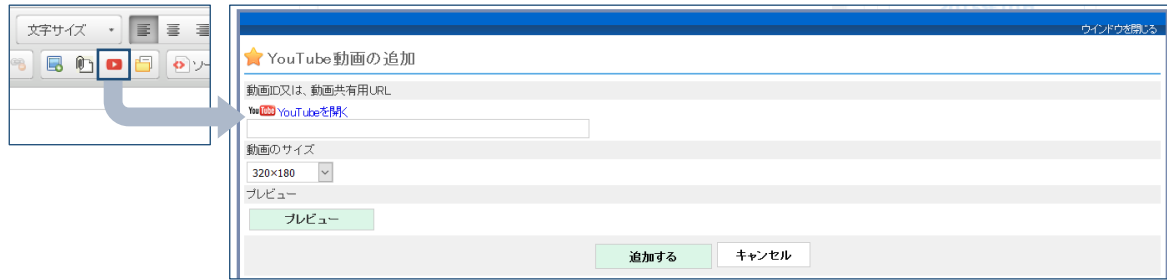 文字サイズ
ソー
ウインドウを閉じる
YouTube動画の追加
動画ID又は、動画共有用URL
YouTube YouTubeを開く
動画のサイズ
320×180
プレビュー
プレビュー
追加する キャンセル